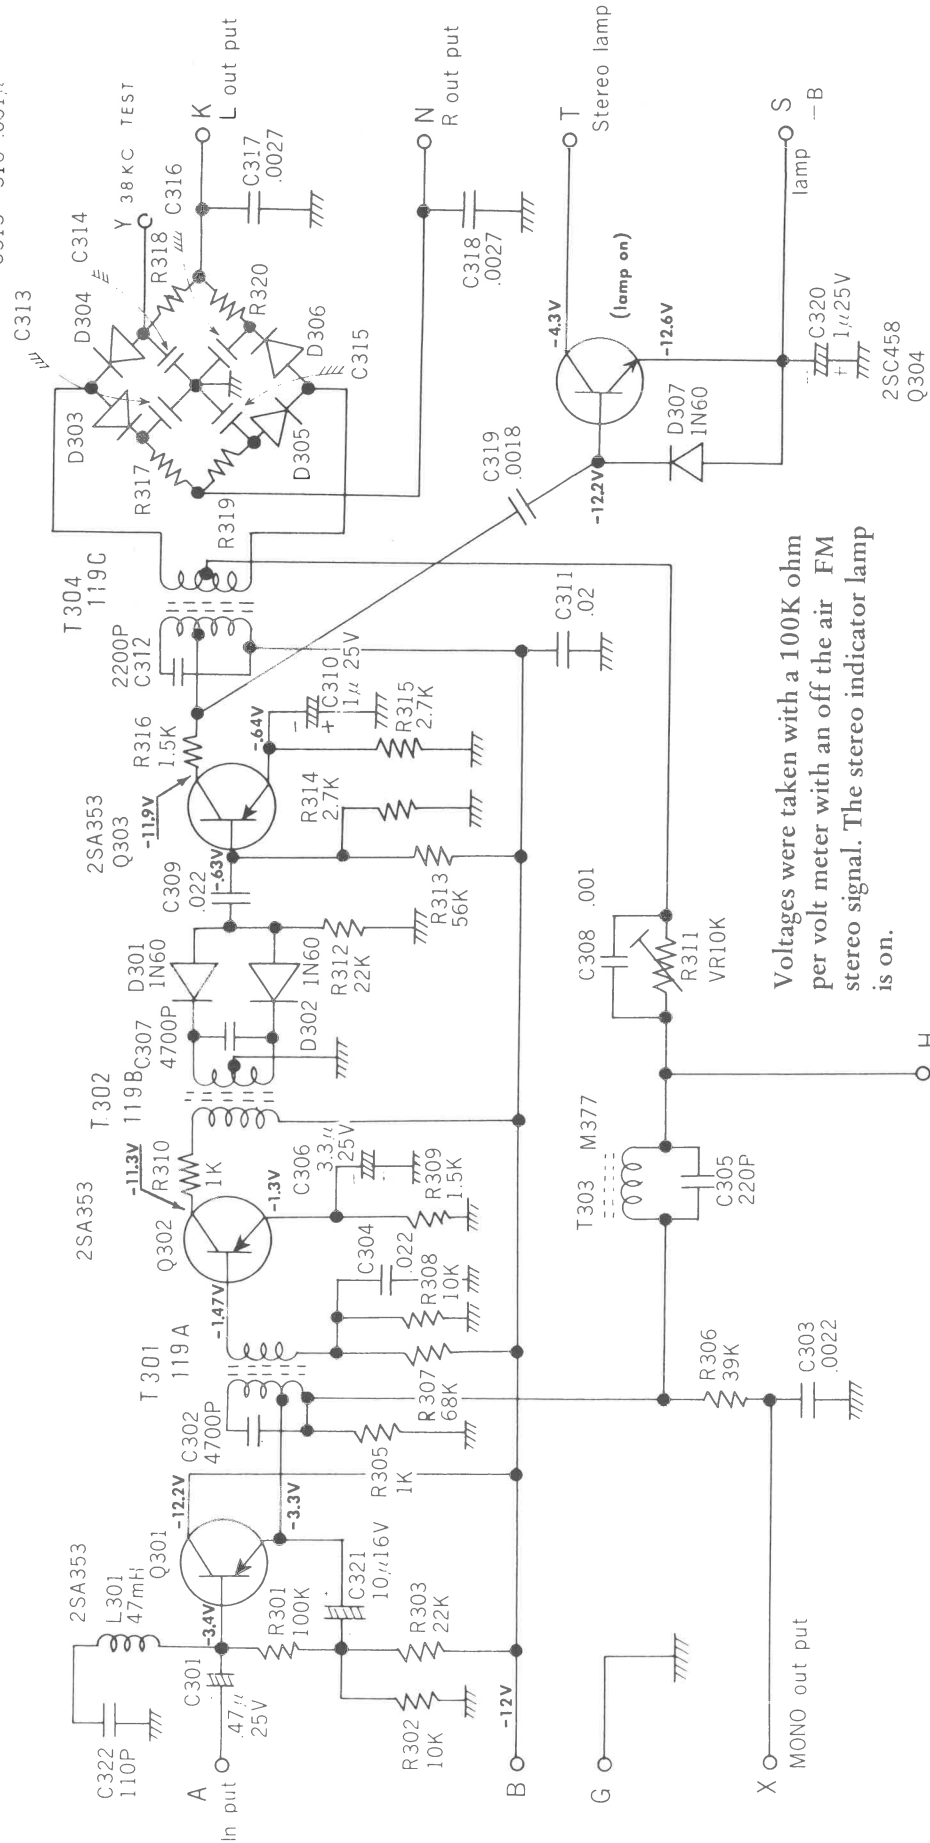 C313
C314
D304
D303
R318
C316
Y 38KC TEST
K
L out put
C317
.0027
R317
R319
R320
D306
C315
D305
N
R out put
C318
.0027
T
Stereo lamp
-4.3V
(lamp on)
-12.6V
S
-B
lamp
C320
1μ25V
+
2SC458
Q304
D307
1N60
-12.2V
C319
.0018
T304
119C
2200P
C312
R316
1.5K
-11.9V
2SA353
Q303
-.64V
C310
1μ 25V
-
+
R315
2.7K
R314
2.7K
C311
.02
-.63V
C309
.022
R313
56K
D301
1N60
1N60
D302
R312
22K
C307
4700P
T302
119B
-11.3V
R310
1K
2SA353
Q302
-1.3V
C306
3.3μ
25V
R309
1.5K
C304
.022
R308
10K
-1.47V
T301
119A
R307
68K
C302
4700P
R305
1K
-12.2V
-3.3V
Q301
2SA353
L301
47mH
-3.4V
C301
.47μ
25V
R301
100K
C321
10μ16V
R303
22K
R302
10K
C322
110P
A
In put
B
-12V
G
X
MONO out put
R306
39K
C303
.0022
T303
M377
C305
220P
C308
.001
R311
VR10K
H
Voltages were taken with a 100K ohm
per volt meter with an off the air FM
stereo signal. The stereo indicator lamp
is on.